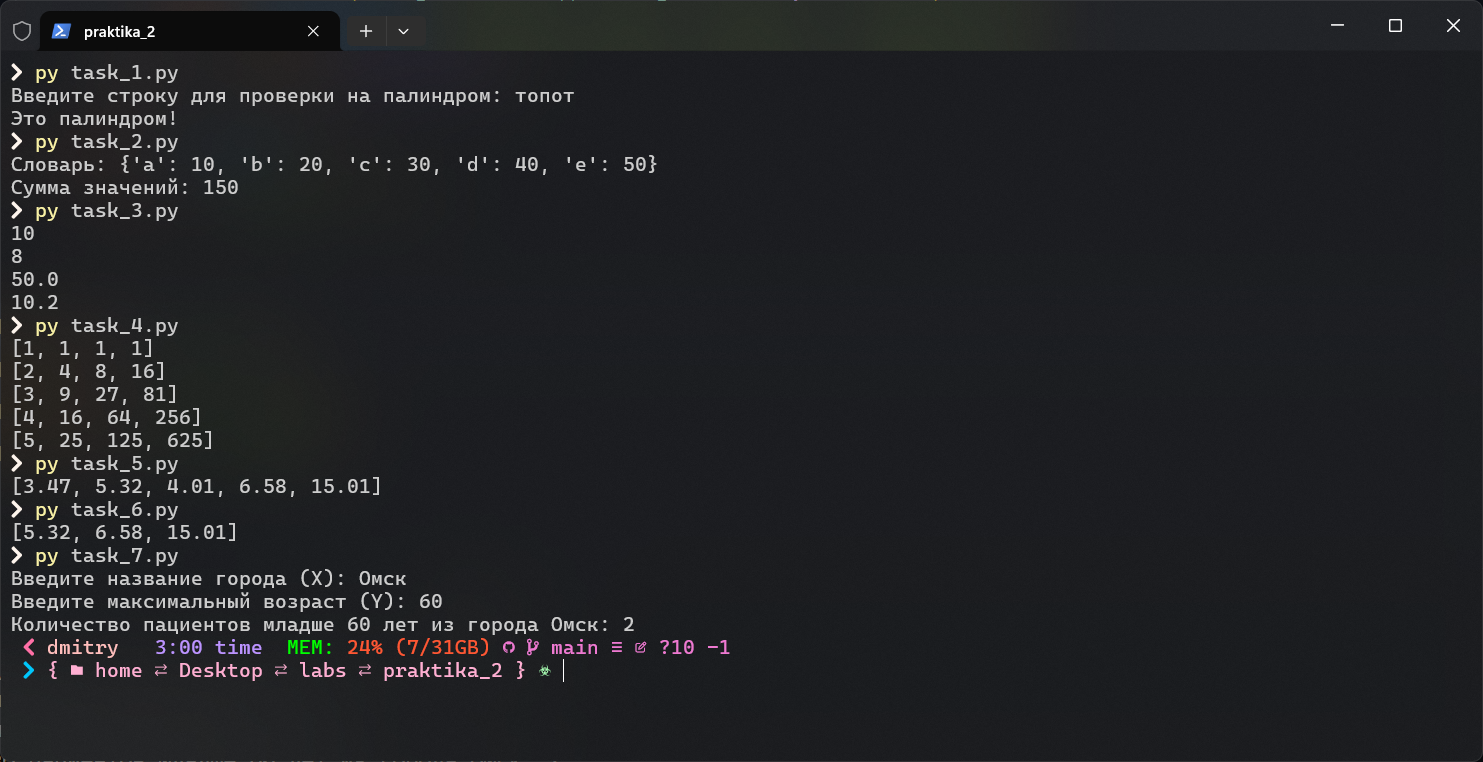 praktika_2
py task_1.py
Введите строку для проверки на палиндром: топот
Это палиндром!
py task_2.py
Словарь: {'a': 10, 'b': 20, 'c': 30, 'd': 40, 'e': 50}
Сумма значений: 150
py task_3.py
10
8
50.0
10.2
py task_4.py
[1, 1, 1, 1]
[2, 4, 8, 16]
[3, 9, 27, 81]
[4, 16, 64, 256]
[5, 25, 125, 625]
py task_5.py
[3.47, 5.32, 4.01, 6.58, 15.01]
py task_6.py
[5.32, 6.58, 15.01]
py task_7.py
Введите название города (X): Омск
Введите максимальный возраст (Y): 60
Количество пациентов младше 60 лет из города Омск: 2
dmitry 3:00 time MEM: 24% (7/31GB) main ≡ ?10 -1
{ home ⇄ Desktop ⇄ labs ⇄ praktika_2 }